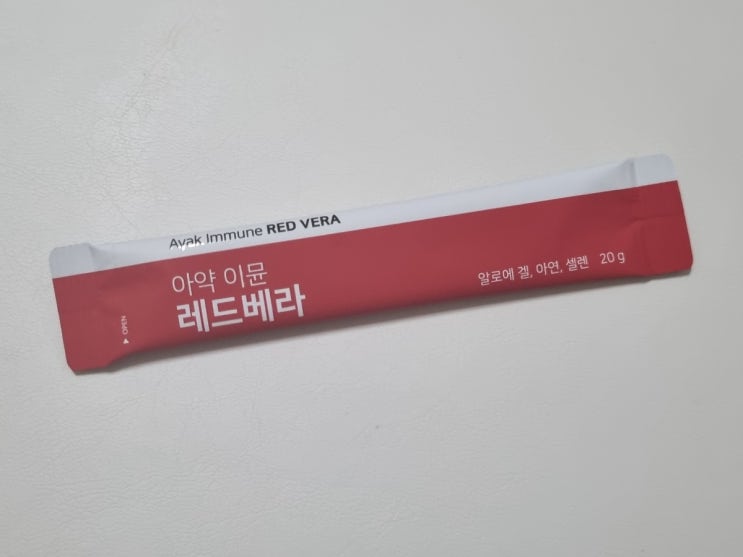 Ayak Immune RED VERA
아약 이뮨
레드베라
알로에 겔, 아연, 셀렌 20 g
▲ OPEN